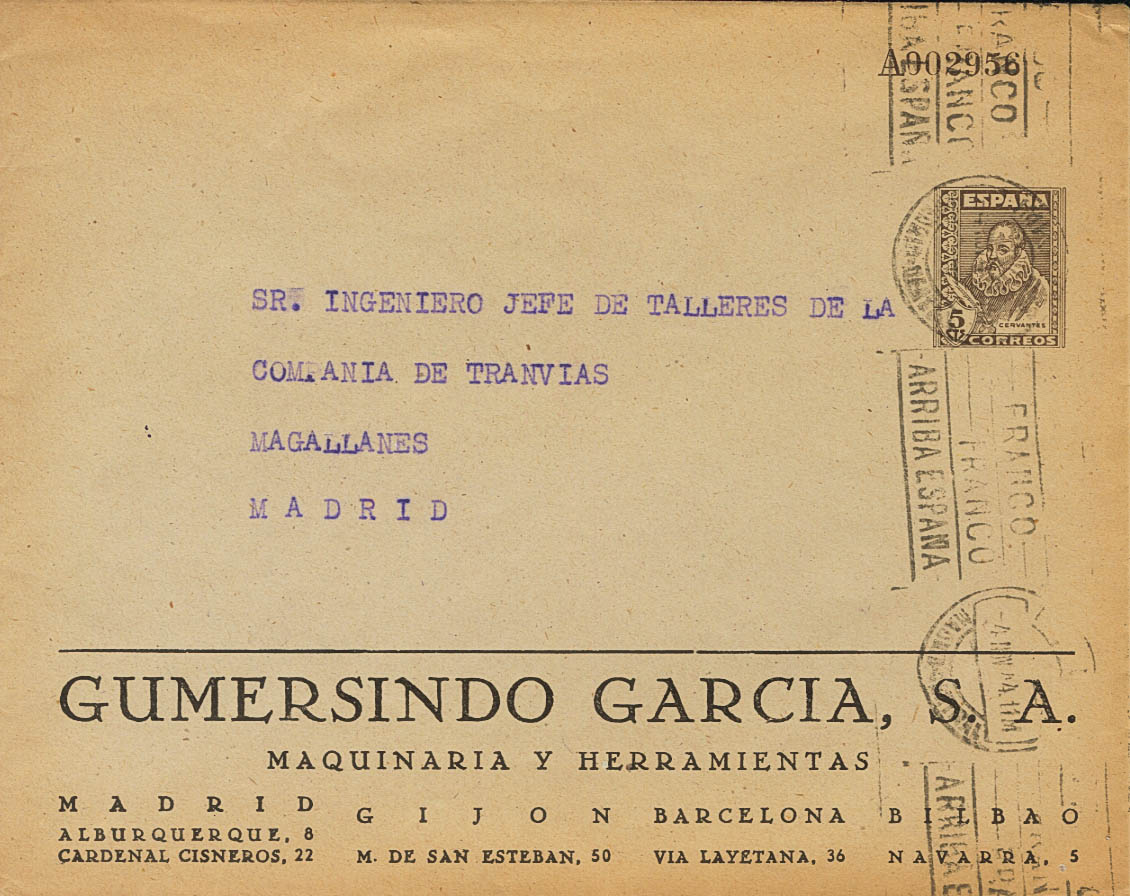 A002956
ESPAÑA
5
Cts
CERVANTES
CORREOS
SR. INGENIERO JEFE DE TALLERES DE LA
COMPANIA DE TRANVIAS
MAGALLANES
MADRID
FRANCO
FRANCO
ARRIBA ESPAÑA
GUMERSINDO GARCIA, S. A.
MAQUINARIA Y HERRAMIENTAS
MADRID
ALBURQUERQUE, 8
CARDENAL CISNEROS, 22
GIJON
M. DE SAN ESTEBAN, 50
BARCELONA
VIA LAYETANA, 36
BILBAO
NAVARRA, 5